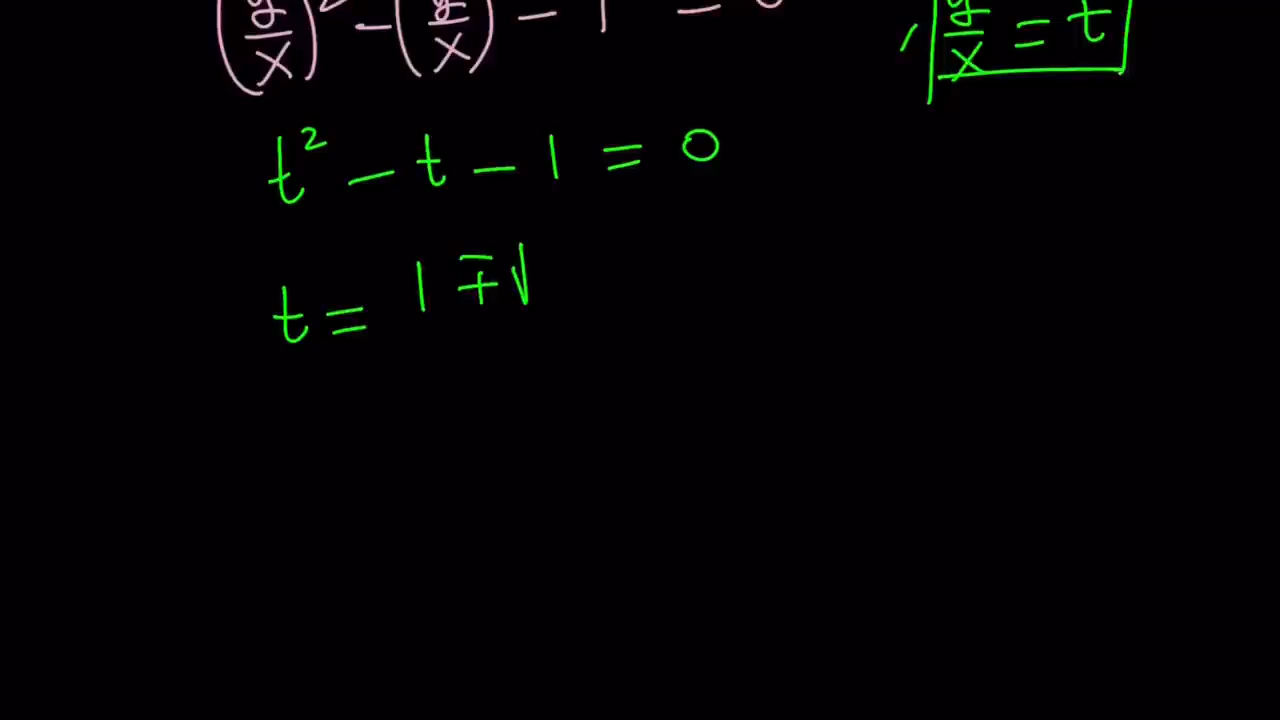 (y/x)² - (y/x) - 1 = 0 , y/x = t
t² - t - 1 = 0
t = 1 ∓ √